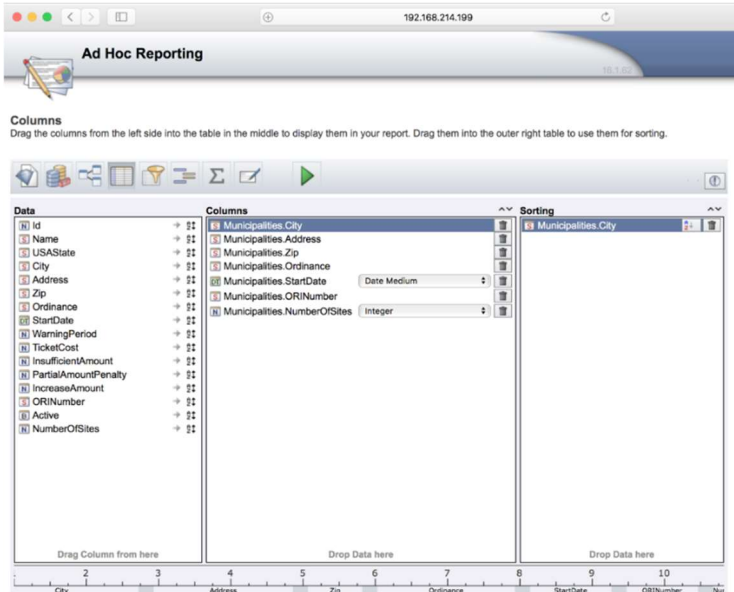 192.168.214.199
Ad Hoc Reporting
Columns
Drag the columns from the left side into the table in the middle to display them in your report. Drag them into the outer right table to use them for sorting.
Data
N Id
S Name
S USAState
S City
S Address
S Zip
S Ordinance
DT StartDate
N WarningPeriod
N TicketCost
N InsufficientAmount
N PartialAmountPenalty
N IncreaseAmount
S ORINumber
B Active
N NumberOfSites
Drag Column from here
Columns
S Municipalities.City
S Municipalities.Address
S Municipalities.Zip
S Municipalities.Ordinance
DT Municipalities.StartDate Date Medium
S Municipalities.ORINumber
N Municipalities.NumberOfSites Integer
Drop Data here
Sorting
S Municipalities.City
Drop Data here
2 3 4 5 6 7 8 9 10
City Address Zip Ordinance StartDate ORINumber